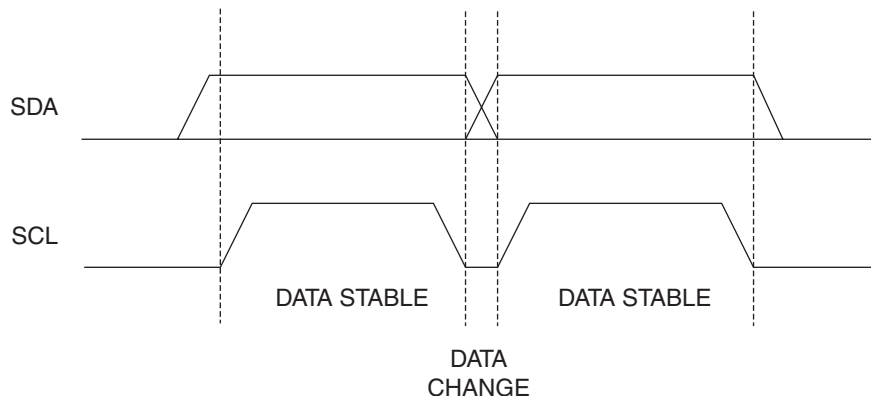 SDA
SCL
DATA STABLE
DATA STABLE
DATA
CHANGE